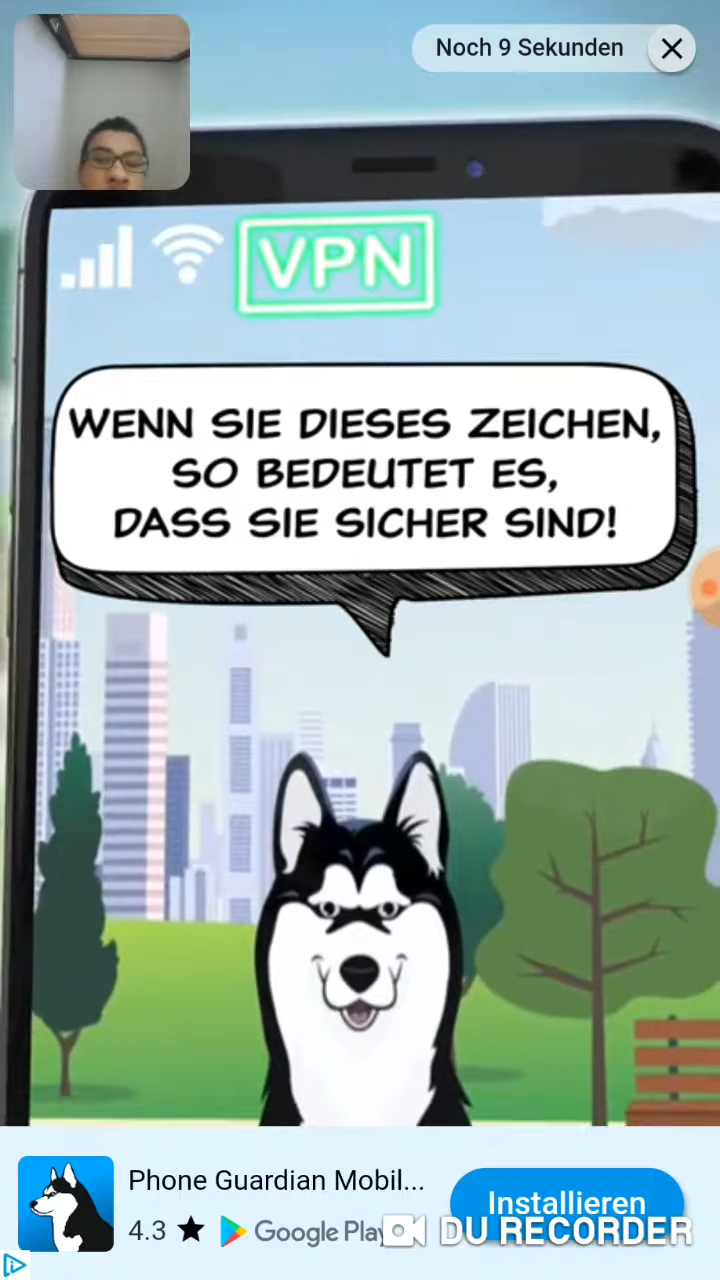 Noch 9 Sekunden
VPN
WENN SIE DIESES ZEICHEN,
SO BEDEUTET ES,
DASS SIE SICHER SIND!
Phone Guardian Mobil...
Installieren
4.3 ★ Google Play
DU RECORDER